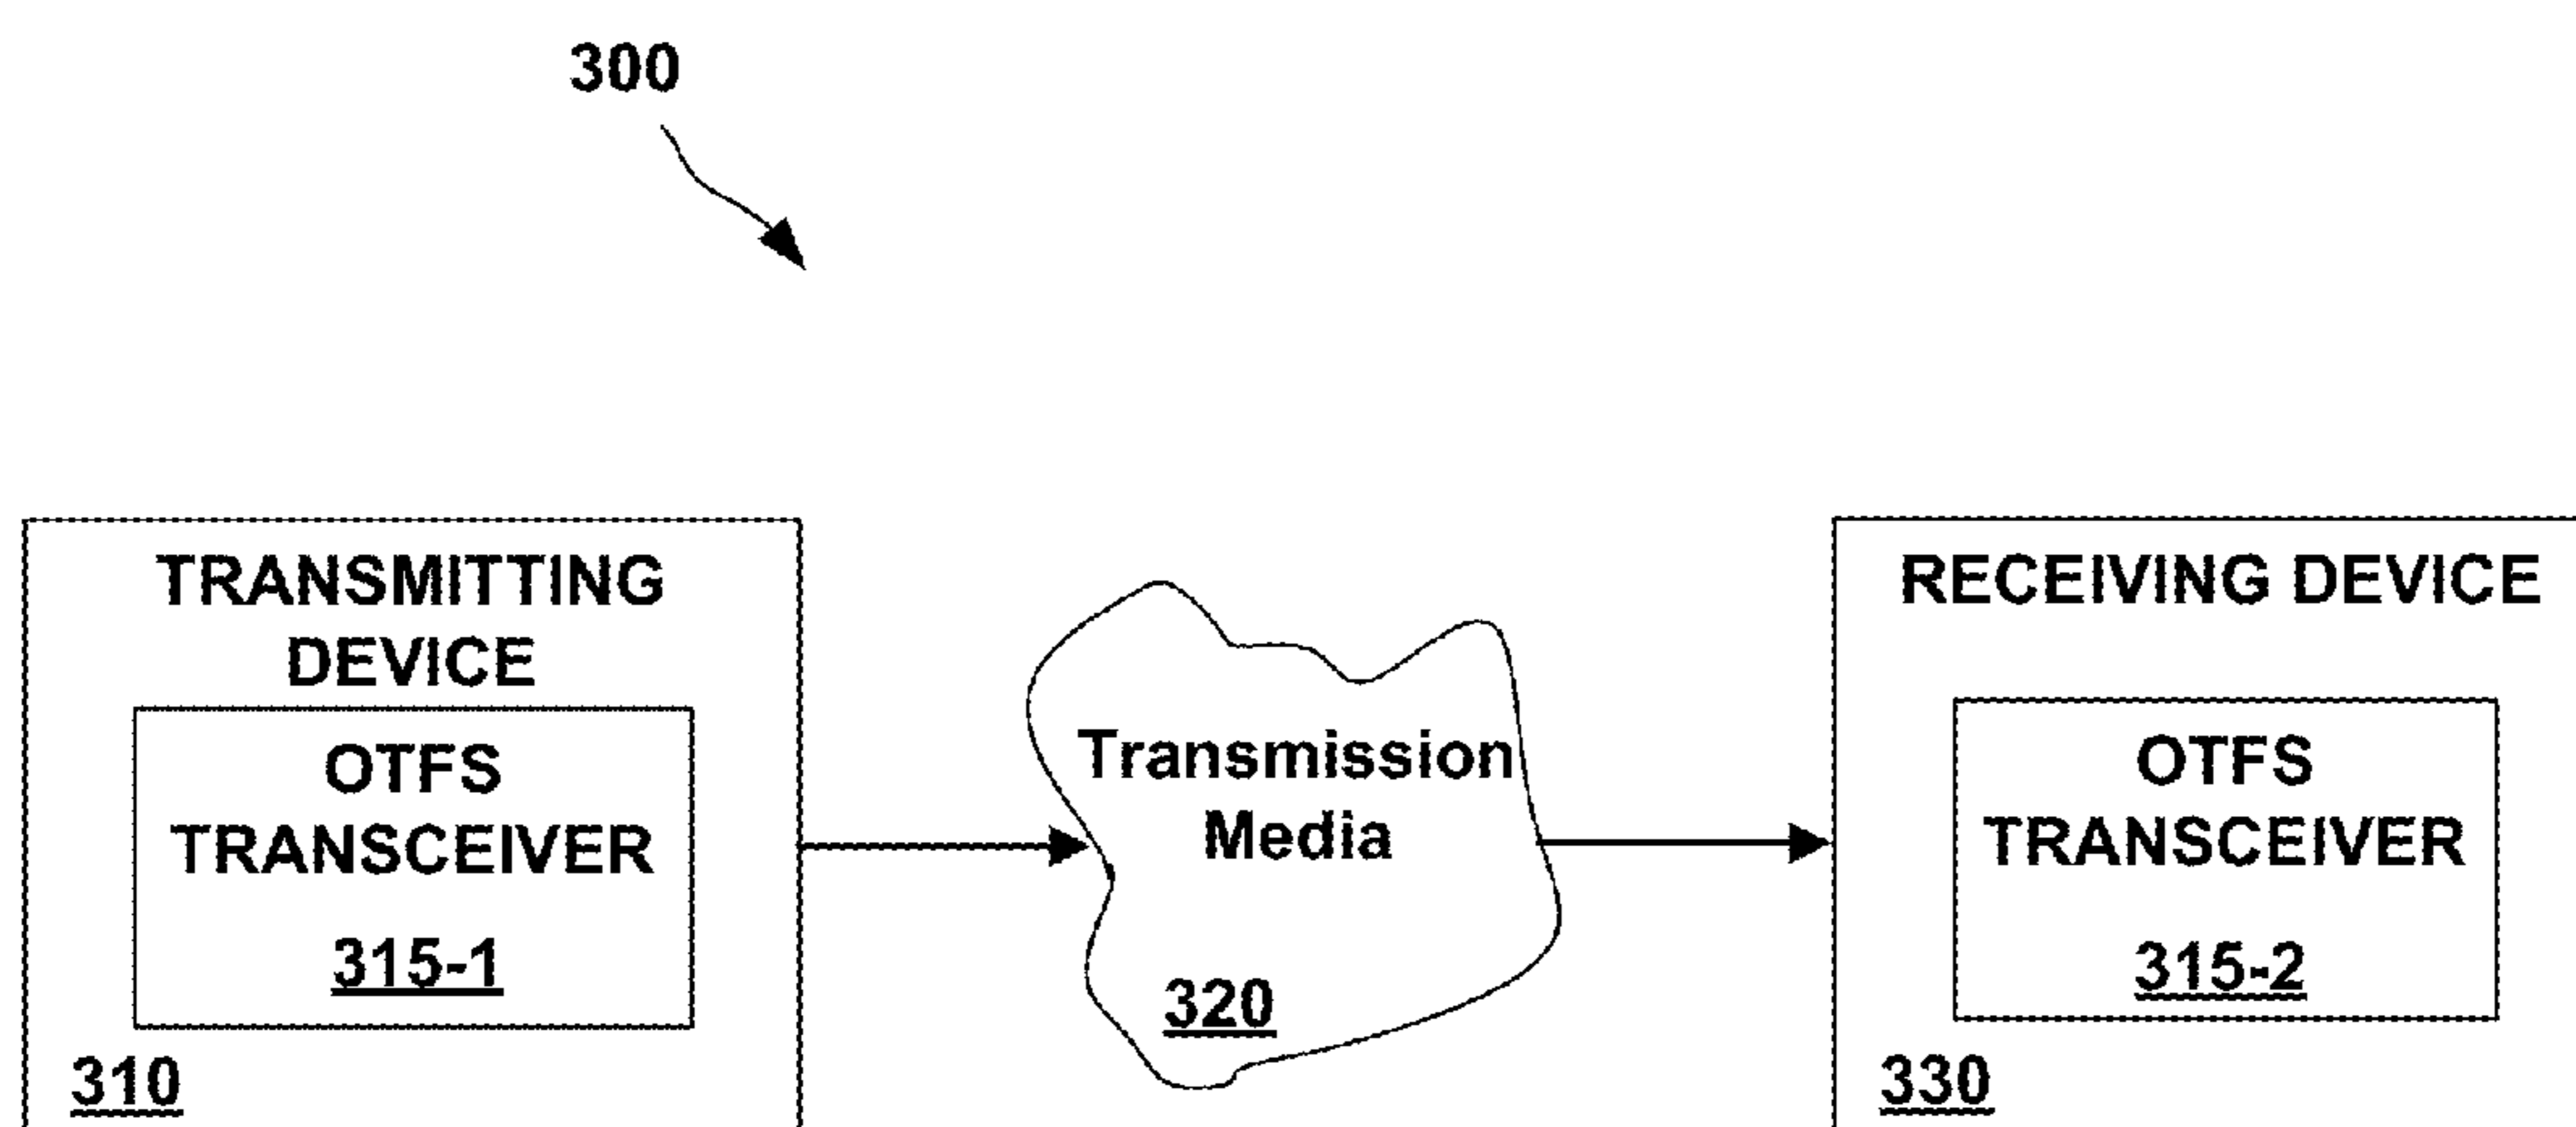 300
TRANSMITTING
DEVICE
OTFS
TRANSCEIVER
315-1
310
Transmission
Media
320
RECEIVING DEVICE
OTFS
TRANSCEIVER
315-2
330